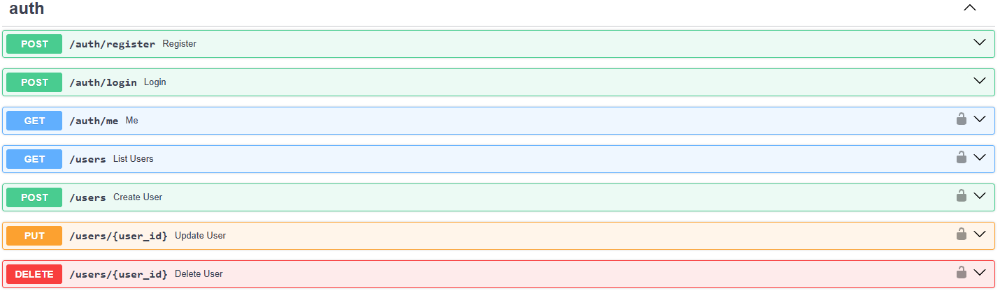 auth
POST /auth/register Register
POST /auth/login Login
GET /auth/me Me
GET /users List Users
POST /users Create User
PUT /users/{user_id} Update User
DELETE /users/{user_id} Delete User